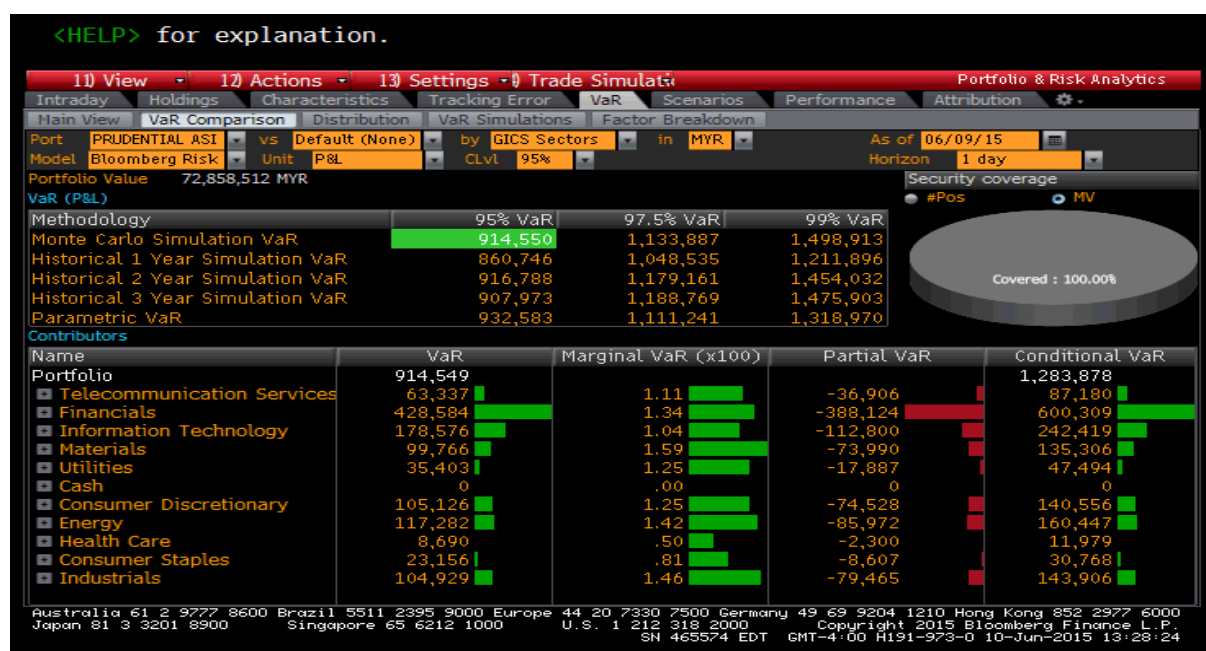 <HELP> for explanation.
11) View 12) Actions 13) Settings Trade Simulati Portfolio & Risk Analytics
Intraday Holdings Characteristics Tracking Error VaR Scenarios Performance Attribution
Main View VaR Comparison Distribution VaR Simulations Factor Breakdown
Port PRUDENTIAL ASI vs Default (None) by GICS Sectors in MYR As of 06/09/15
Model Bloomberg Risk Unit P&L CLvl 95% Horizon 1 day
Portfolio Value 72,858,512 MYR Security coverage
VaR (P&L) #Pos MV
Methodology 95% VaR 97.5% VaR 99% VaR
Monte Carlo Simulation VaR 914,550 1,133,887 1,498,913
Historical 1 Year Simulation VaR 860,746 1,048,535 1,211,896
Historical 2 Year Simulation VaR 916,788 1,179,161 1,454,032
Covered : 100.00%
Historical 3 Year Simulation VaR 907,973 1,188,769 1,475,903
Parametric VaR 932,583 1,111,241 1,318,970
Contributors
Name VaR Marginal VaR (x100) Partial VaR Conditional VaR
Portfolio 914,549 1,283,878
Telecommunication Services 63,337 1.11 -36,906 87,180
Financials 428,584 1.34 -388,124 600,309
Information Technology 178,576 1.04 -112,800 242,419
Materials 99,766 1.59 -73,990 135,306
Utilities 35,403 1.25 -17,887 47,494
Cash 0 .00 0 0
Consumer Discretionary 105,126 1.25 -74,528 140,556
Energy 117,282 1.42 -85,972 160,447
Health Care 8,690 .50 -2,300 11,979
Consumer Staples 23,156 .81 -8,607 30,768
Industrials 104,929 1.46 -79,465 143,906
Australia 61 2 9777 8600 Brazil 5511 2395 9000 Europe 44 20 7330 7500 Germany 49 69 9204 1210 Hong Kong 852 2977 6000
Japan 81 3 3201 8900 Singapore 65 6212 1000 U.S. 1 212 318 2000 Copyright 2015 Bloomberg Finance L.P.
SN 465574 EDT GMT-4:00 H191-973-0 10-Jun-2015 13:28:24